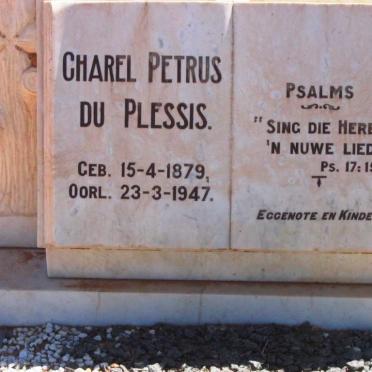 CHAREL PETRUS
DU PLESSIS.
GEB. 15-4-1879,
OORL. 23-3-1947.
PSALMS
"SING DIE HERE
'N NUWE LIED
PS. 17:
EGGENOTE EN KINDE